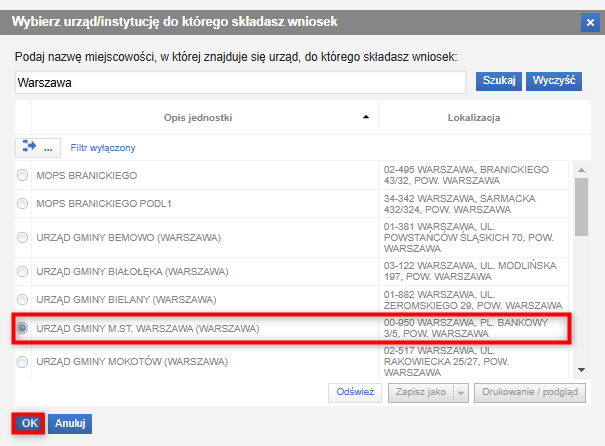 Wybierz urząd/instytucję do którego składasz wniosek
Podaj nazwę miejscowości, w której znajduje się urząd, do którego składasz wniosek:
Warszawa
Szukaj
Wyczyść
Opis jednostki
Lokalizacja
...
Filtr wyłączony
MOPS BRANICKIEGO
02-495 WARSZAWA, BRANICKIEGO
43/32, POW. WARSZAWA
MOPS BRANICKIEGO PODL1
34-342 WARSZAWA, SARMACKA
432/324, POW. WARSZAWA
URZĄD GMINY BEMOWO (WARSZAWA)
01-381 WARSZAWA, UL.
POWSTAŃCÓW ŚLĄSKICH 70, POW.
WARSZAWA
URZĄD GMINY BIAŁOŁĘKA (WARSZAWA)
03-122 WARSZAWA, UL. MODLIŃSKA
197, POW. WARSZAWA
URZĄD GMINY BIELANY (WARSZAWA)
01-882 WARSZAWA, UL.
ŻEROMSKIEGO 29, POW. WARSZAWA
URZĄD GMINY M.ST. WARSZAWA (WARSZAWA)
00-950 WARSZAWA, PL. BANKOWY
3/5, POW. WARSZAWA
URZĄD GMINY MOKOTÓW (WARSZAWA)
02-517 WARSZAWA, UL.
RAKOWIECKA 25/27, POW.
WARSZAWA
Odśwież
Zapisz jako
Drukowanie / podgląd
OK
Anuluj